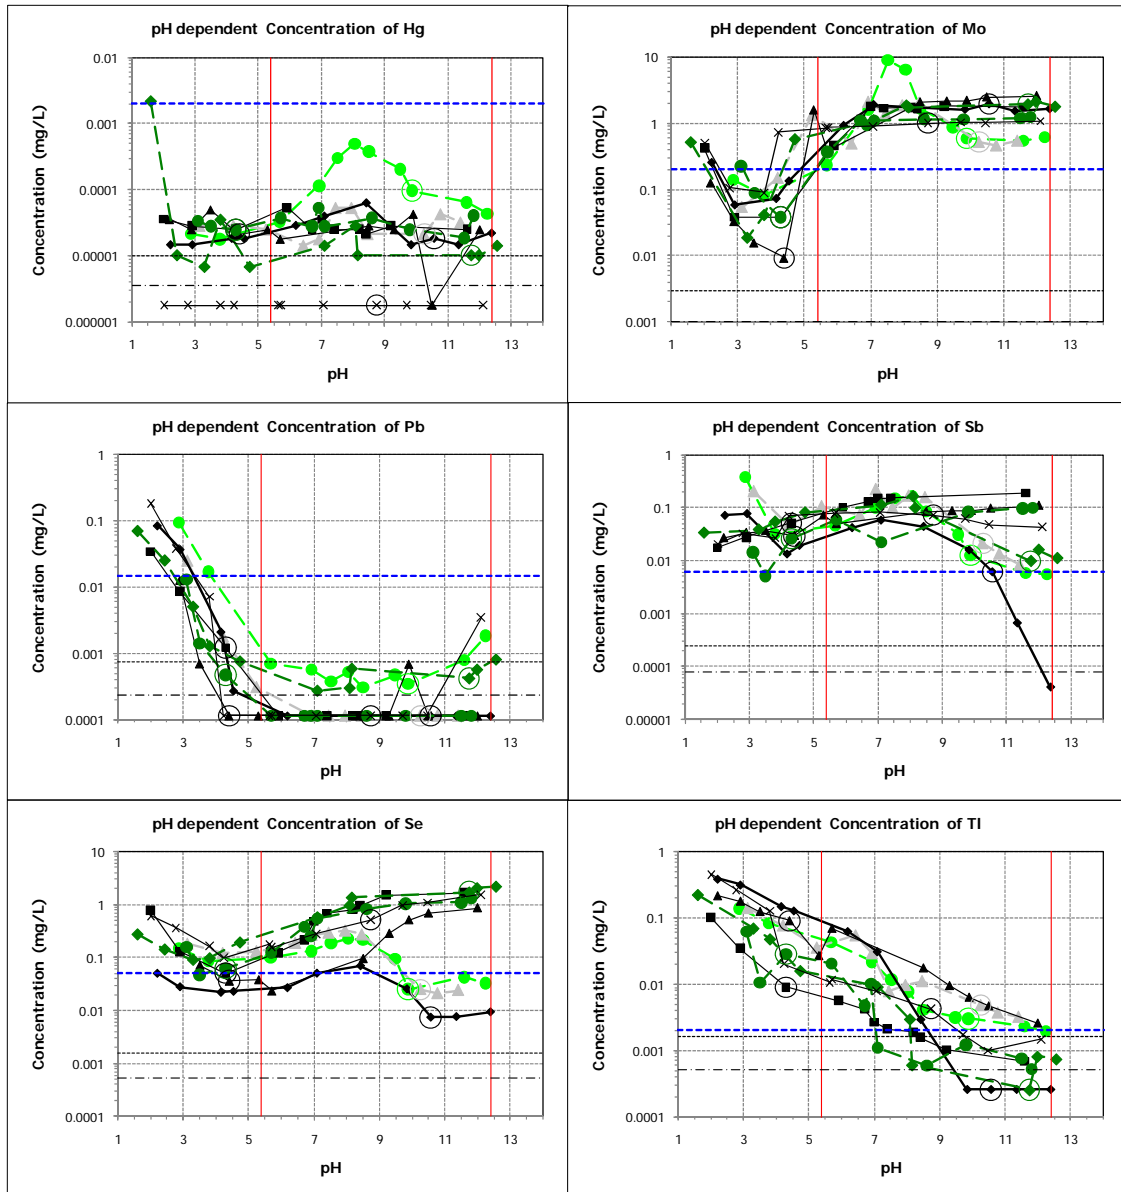 pH dependent Concentration of Hg
Concentration (mg/L)
0.01
0.001
0.0001
0.00001
0.000001
1 3 5 7 9 11 13
pH
pH dependent Concentration of Mo
Concentration (mg/L)
10
1
0.1
0.01
0.001
1 3 5 7 9 11 13
pH
pH dependent Concentration of Pb
Concentration (mg/L)
1
0.1
0.01
0.001
0.0001
1 3 5 7 9 11 13
pH
pH dependent Concentration of Sb
Concentration (mg/L)
1
0.1
0.01
0.001
0.0001
0.00001
1 3 5 7 9 11 13
pH
pH dependent Concentration of Se
Concentration (mg/L)
10
1
0.1
0.01
0.001
0.0001
1 3 5 7 9 11 13
pH
pH dependent Concentration of Tl
Concentration (mg/L)
1
0.1
0.01
0.001
0.0001
1 3 5 7 9 11 13
pH